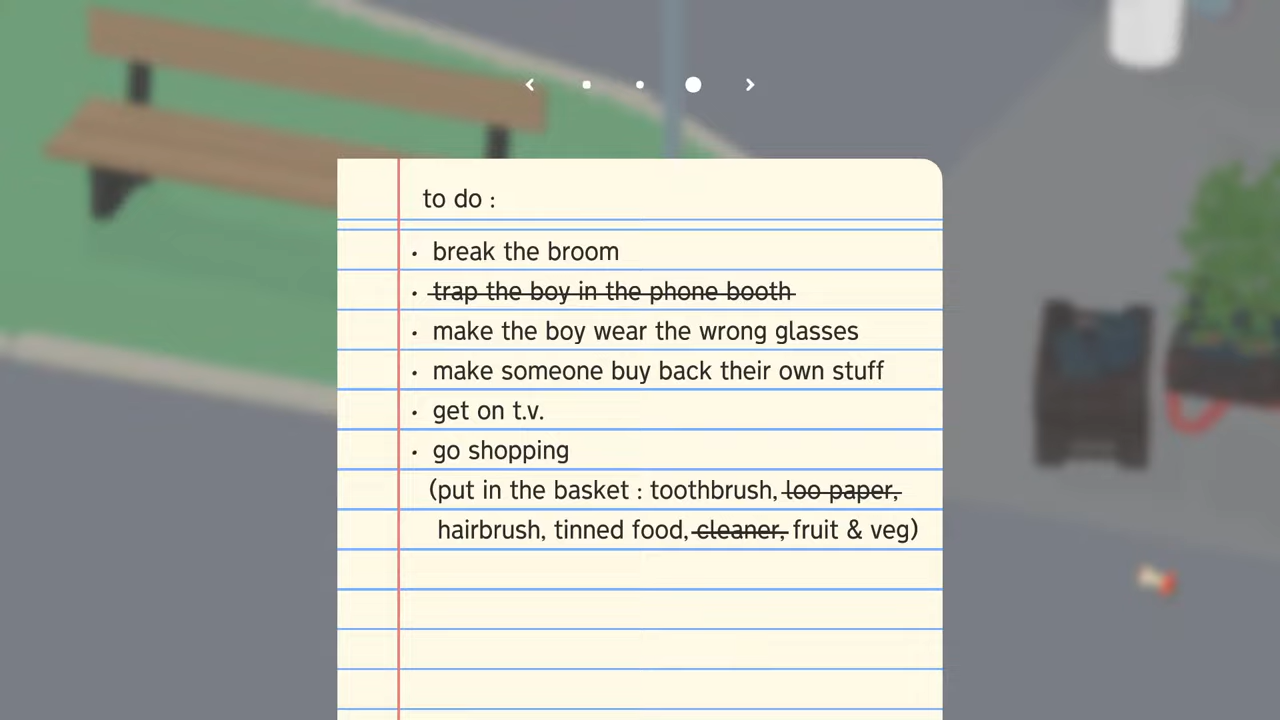 to do :
· break the broom
· trap the boy in the phone booth
· make the boy wear the wrong glasses
· make someone buy back their own stuff
· get on t.v.
· go shopping
(put in the basket : toothbrush, loo paper,
hairbrush, tinned food, cleaner, fruit & veg)